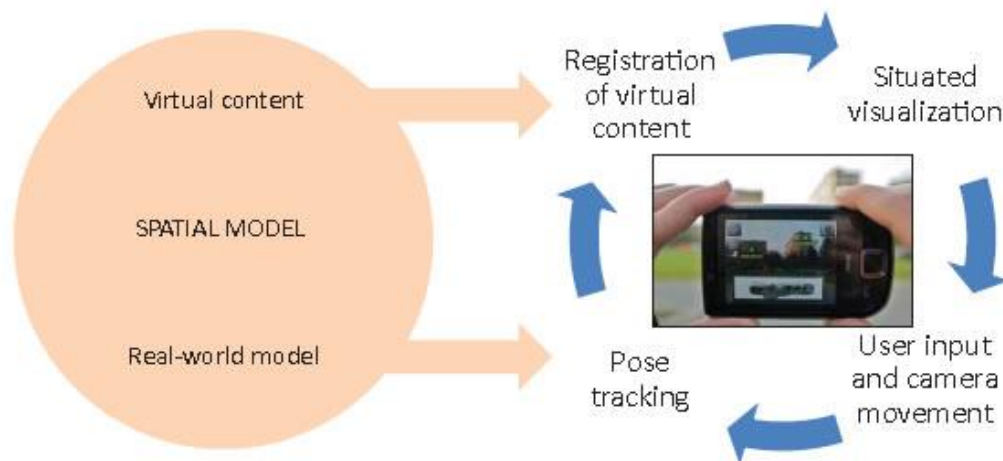 Virtual content
SPATIAL MODEL
Real-world model
Registration
of virtual
content
Situated
visualization
User input
and camera
movement
Pose
tracking